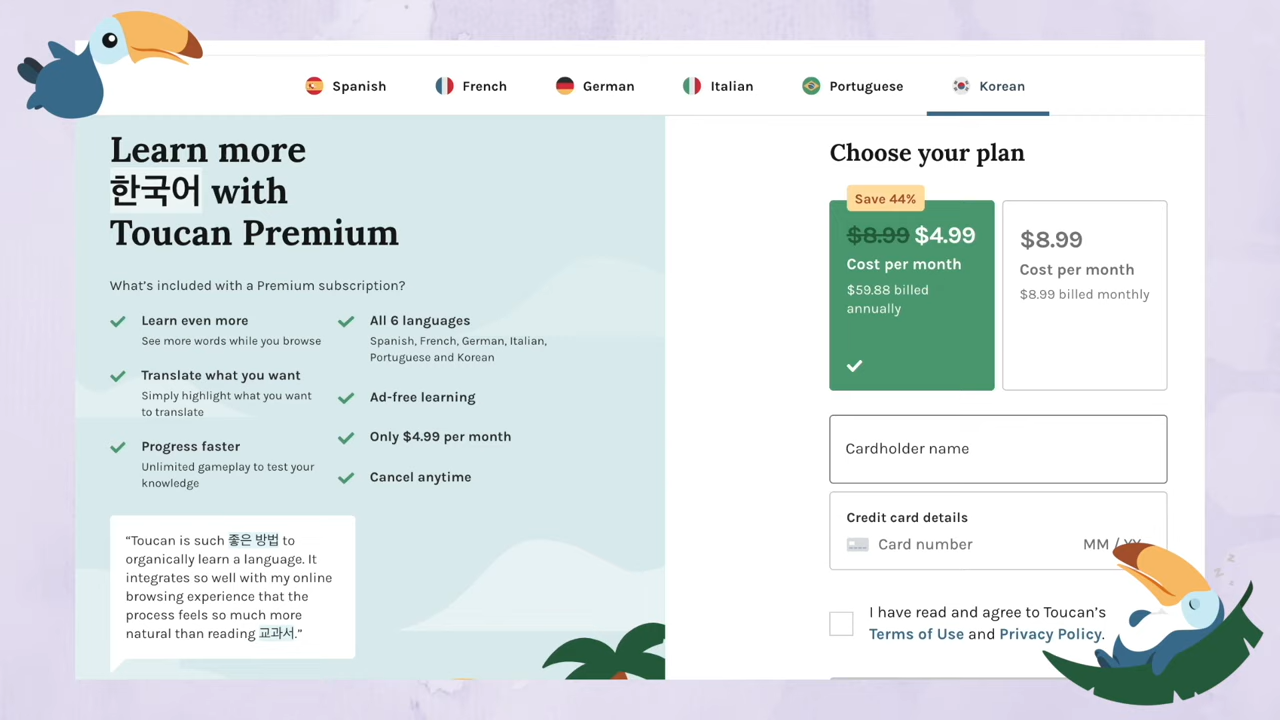 Spanish
French
German
Italian
Portuguese
Korean
Learn more
한국어 with
Toucan Premium
What's included with a Premium subscription?
Learn even more
See more words while you browse
Translate what you want
Simply highlight what you want
to translate
Progress faster
Unlimited gameplay to test your
knowledge
All 6 languages
Spanish, French, German, Italian,
Portuguese and Korean
Ad-free learning
Only $4.99 per month
Cancel anytime
“Toucan is such 좋은 방법 to
organically learn a language. It
integrates so well with my online
browsing experience that the
process feels so much more
natural than reading 교과서.”
Choose your plan
Save 44%
$8.99 $4.99
Cost per month
$59.88 billed
annually
$8.99
Cost per month
$8.99 billed monthly
Cardholder name
Credit card details
Card number
MM / YY
I have read and agree to Toucan's
Terms of Use and Privacy Policy.
z z z